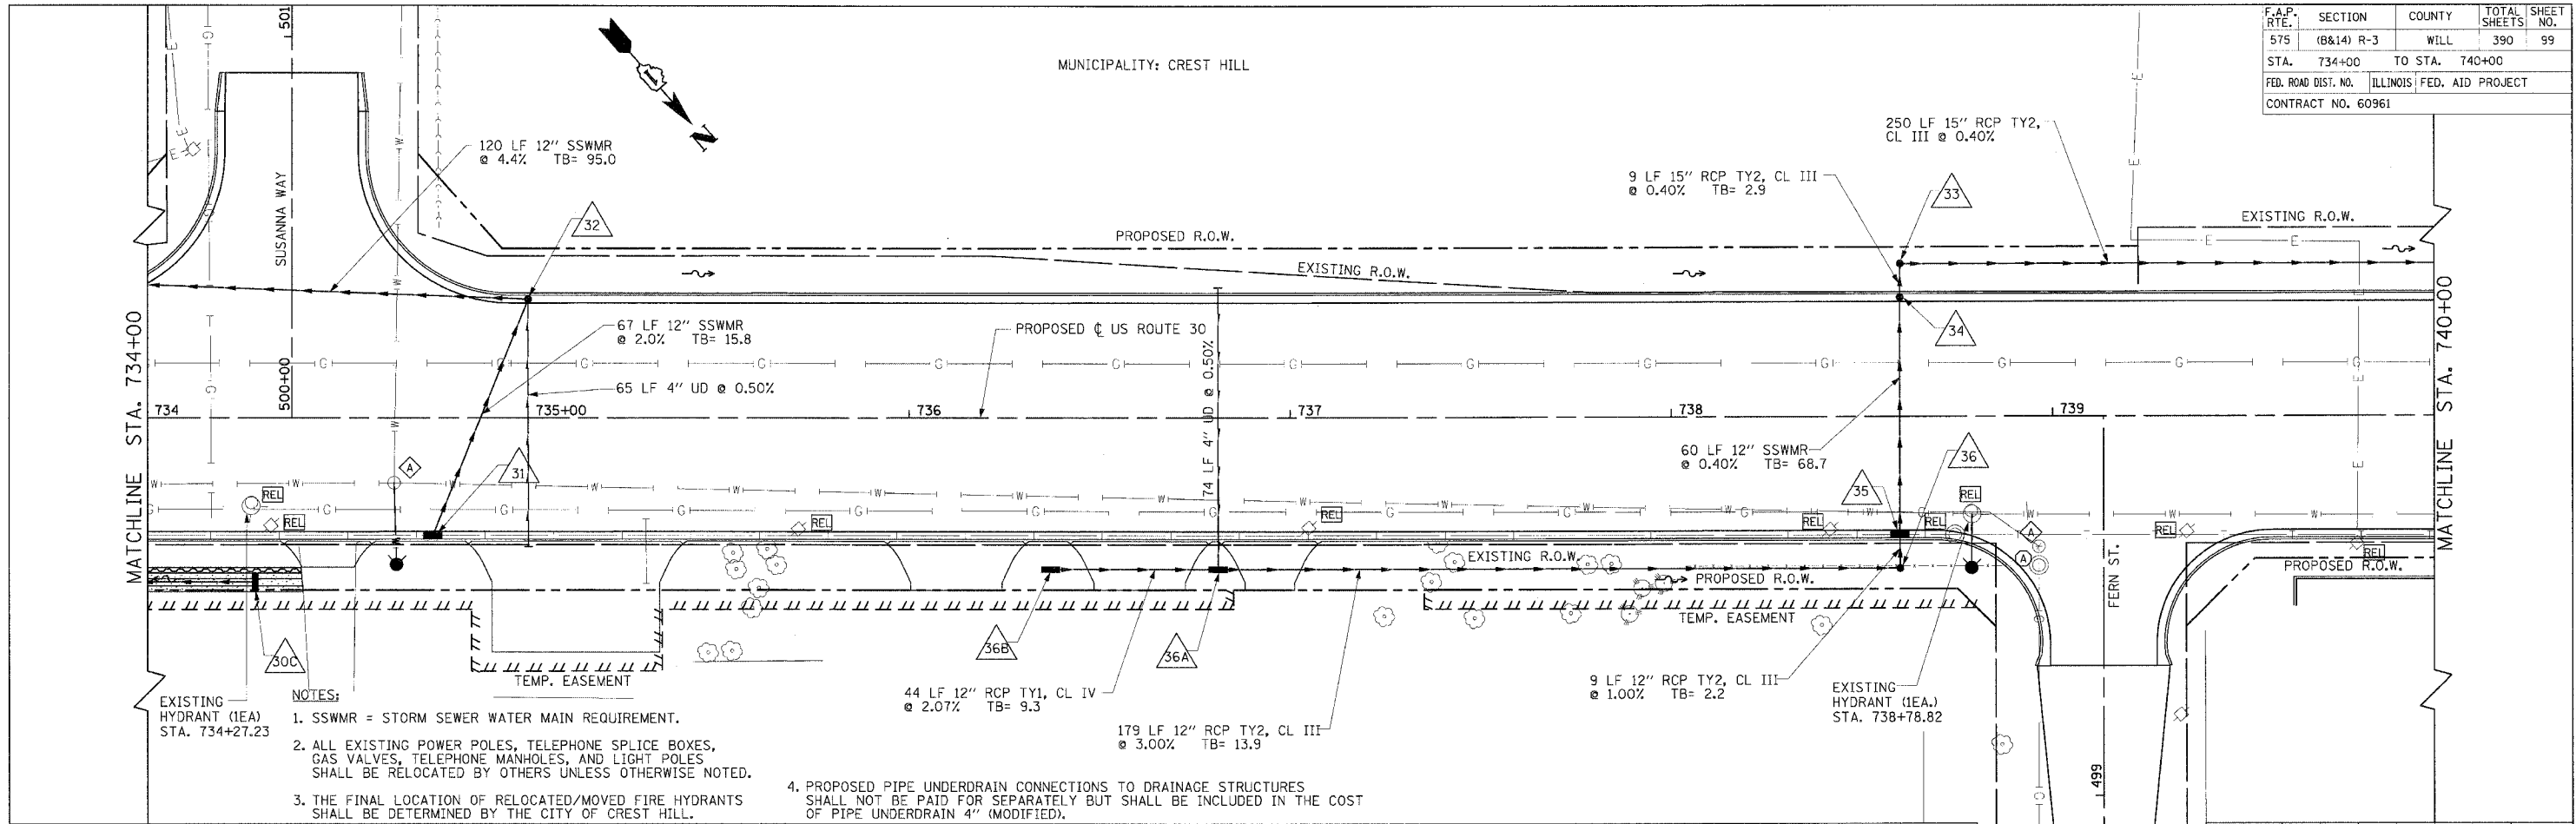 F.A.P. RTE. SECTION COUNTY TOTAL SHEETS SHEET NO.
575 (B&14) R-3 WILL 390 99
STA. 734+00 TO STA. 740+00
FED. ROAD DIST. NO. ILLINOIS FED. AID PROJECT
CONTRACT NO. 60961
MUNICIPALITY: CREST HILL
N
501
SUSANNA WAY
500+00
120 LF 12" SSWMR
@ 4.4% TB= 95.0
32
250 LF 15" RCP TY2,
CL III @ 0.40%
9 LF 15" RCP TY2, CL III
@ 0.40% TB= 2.9
33
EXISTING R.O.W.
PROPOSED R.O.W.
EXISTING R.O.W.
34
67 LF 12" SSWMR
@ 2.0% TB= 15.8
PROPOSED ℄ US ROUTE 30
65 LF 4" UD @ 0.50%
74 LF 4" UD @ 0.50%
MATCHLINE STA. 734+00
MATCHLINE STA. 740+00
734
735+00
736
737
738
739
60 LF 12" SSWMR
@ 0.40% TB= 68.7
36
A
31
35
REL
REL
REL
REL
REL
REL
REL
REL
REL
A
A
EXISTING R.O.W.
PROPOSED R.O.W.
PROPOSED R.O.W.
FERN ST.
499
TEMP. EASEMENT
30C
36B
36A
TEMP. EASEMENT
EXISTING
HYDRANT (1EA)
STA. 734+27.23
44 LF 12" RCP TY1, CL IV
@ 2.07% TB= 9.3
179 LF 12" RCP TY2, CL III
@ 3.00% TB= 13.9
9 LF 12" RCP TY2, CL III
@ 1.00% TB= 2.2
EXISTING
HYDRANT (1EA.)
STA. 738+78.82
NOTES:
1. SSWMR = STORM SEWER WATER MAIN REQUIREMENT.
2. ALL EXISTING POWER POLES, TELEPHONE SPLICE BOXES,
GAS VALVES, TELEPHONE MANHOLES, AND LIGHT POLES
SHALL BE RELOCATED BY OTHERS UNLESS OTHERWISE NOTED.
3. THE FINAL LOCATION OF RELOCATED/MOVED FIRE HYDRANTS
SHALL BE DETERMINED BY THE CITY OF CREST HILL.
4. PROPOSED PIPE UNDERDRAIN CONNECTIONS TO DRAINAGE STRUCTURES
SHALL NOT BE PAID FOR SEPARATELY BUT SHALL BE INCLUDED IN THE COST
OF PIPE UNDERDRAIN 4" (MODIFIED).